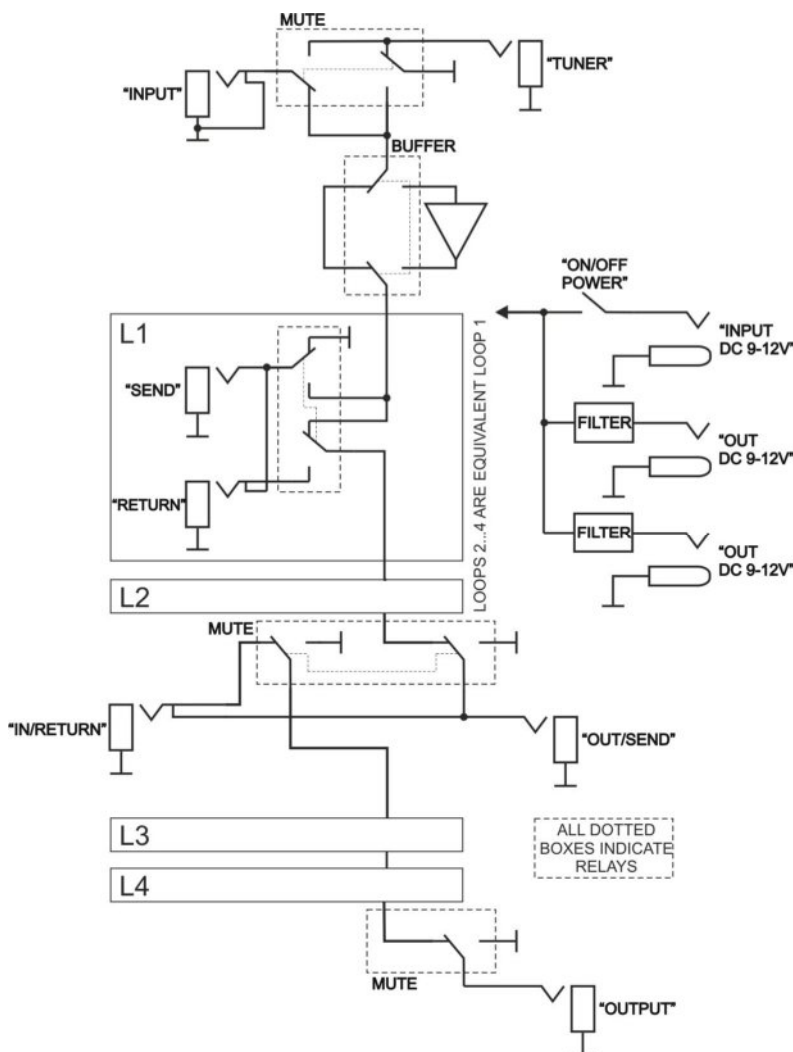 MUTE
"INPUT"
"TUNER"
BUFFER
"ON/OFF
POWER"
"INPUT
DC 9-12V"
L1
"SEND"
"RETURN"
LOOPS 2...4 ARE EQUIVALENT LOOP 1
FILTER
"OUT
DC 9-12V"
FILTER
"OUT
DC 9-12V"
L2
MUTE
"IN/RETURN"
"OUT/SEND"
L3
L4
ALL DOTTED
BOXES INDICATE
RELAYS
MUTE
"OUTPUT"